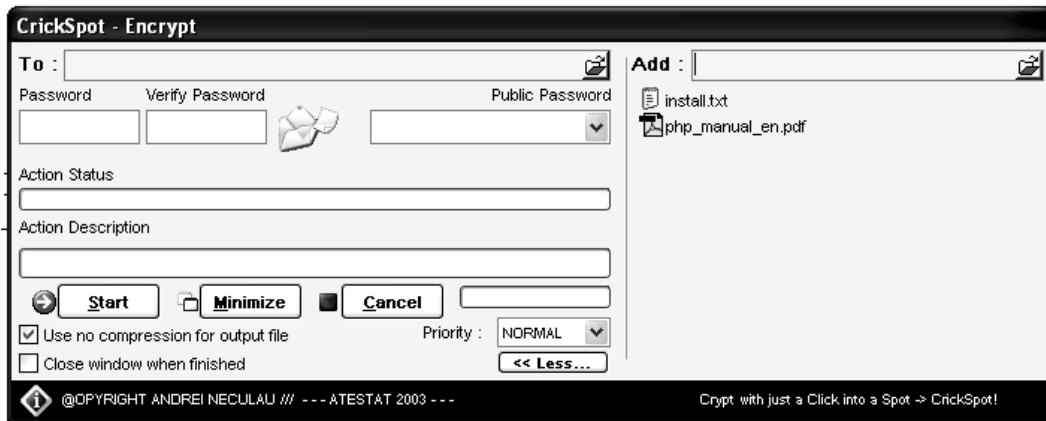 CrickSpot - Encrypt
To :
Add :
Password Verify Password Public Password
install.txt
php_manual_en.pdf
Action Status
Action Description
Start Minimize Cancel
Use no compression for output file
Priority : NORMAL
Close window when finished
<< Less...
@OPYRIGHT ANDREI NECULAU /// --- ATESTAT 2003 ---
Crypt with just a Click into a Spot -> CrickSpot!